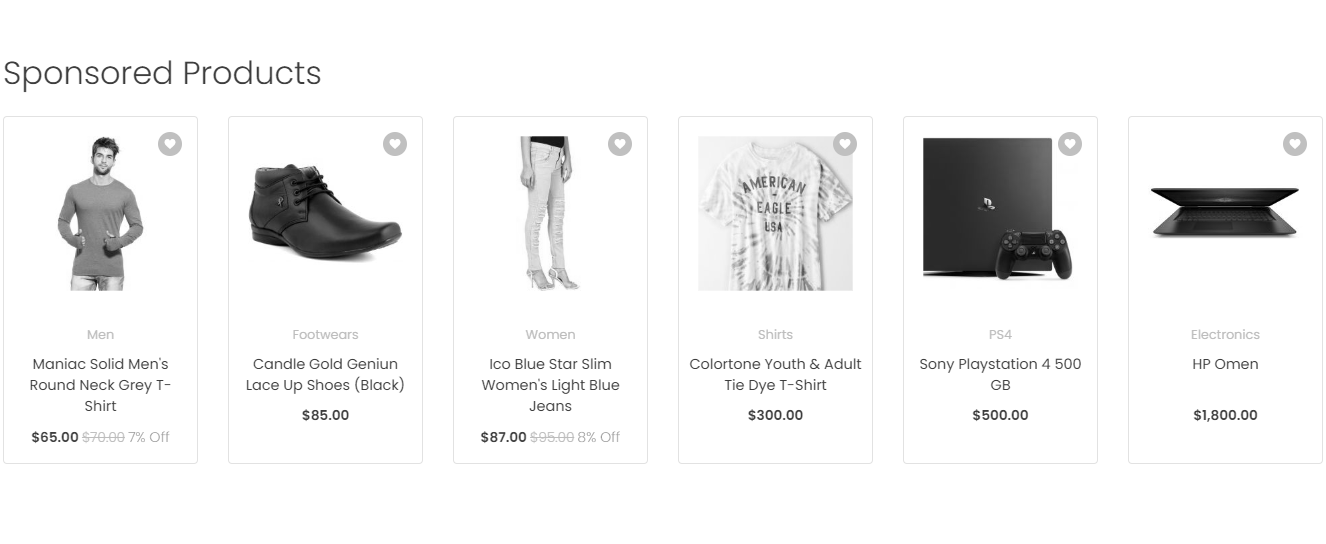 Sponsored Products
AMERICAN
EAGLE
USA
Men
Maniac Solid Men's
Round Neck Grey T-
Shirt
$65.00 $70.00 7% Off
Footwears
Candle Gold Geniun
Lace Up Shoes (Black)
$85.00
Women
Ico Blue Star Slim
Women's Light Blue
Jeans
$87.00 $95.00 8% Off
Shirts
Colortone Youth & Adult
Tie Dye T-Shirt
$300.00
PS4
Sony Playstation 4 500
GB
$500.00
Electronics
HP Omen
$1,800.00